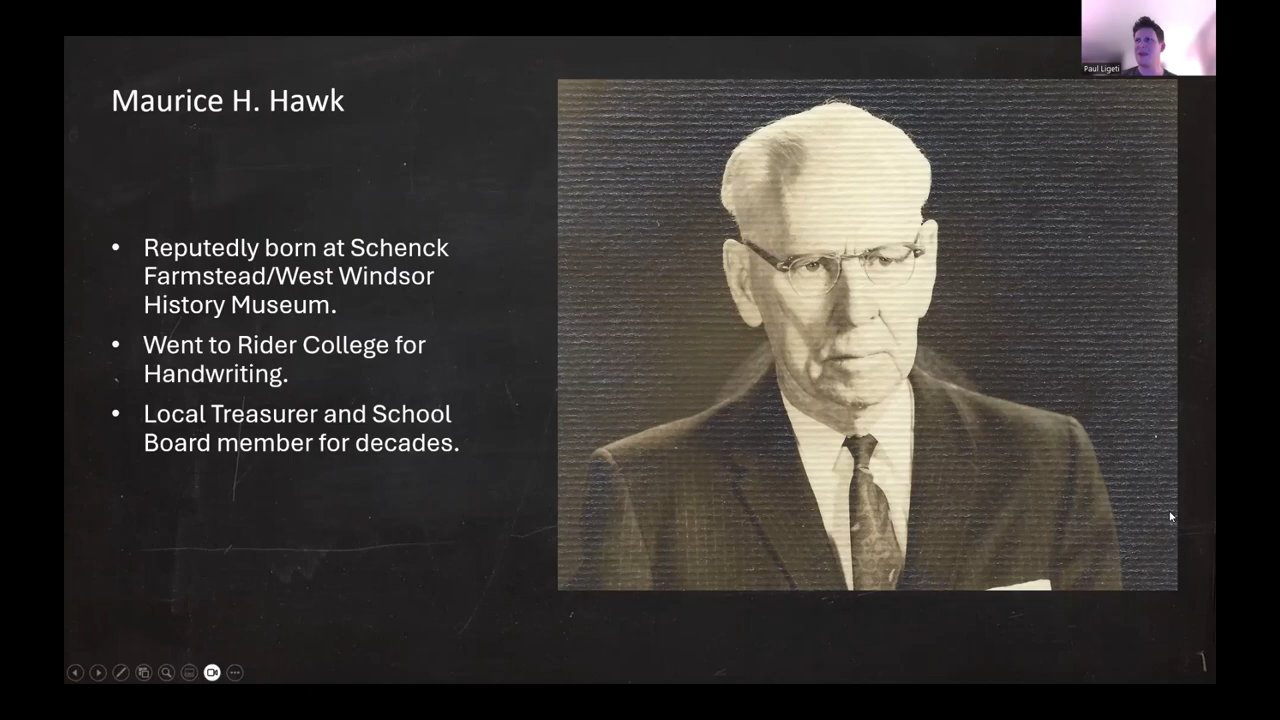 Paul Ligeti
Maurice H. Hawk
• Reputedly born at Schenck
Farmstead/West Windsor
History Museum.
• Went to Rider College for
Handwriting.
• Local Treasurer and School
Board member for decades.